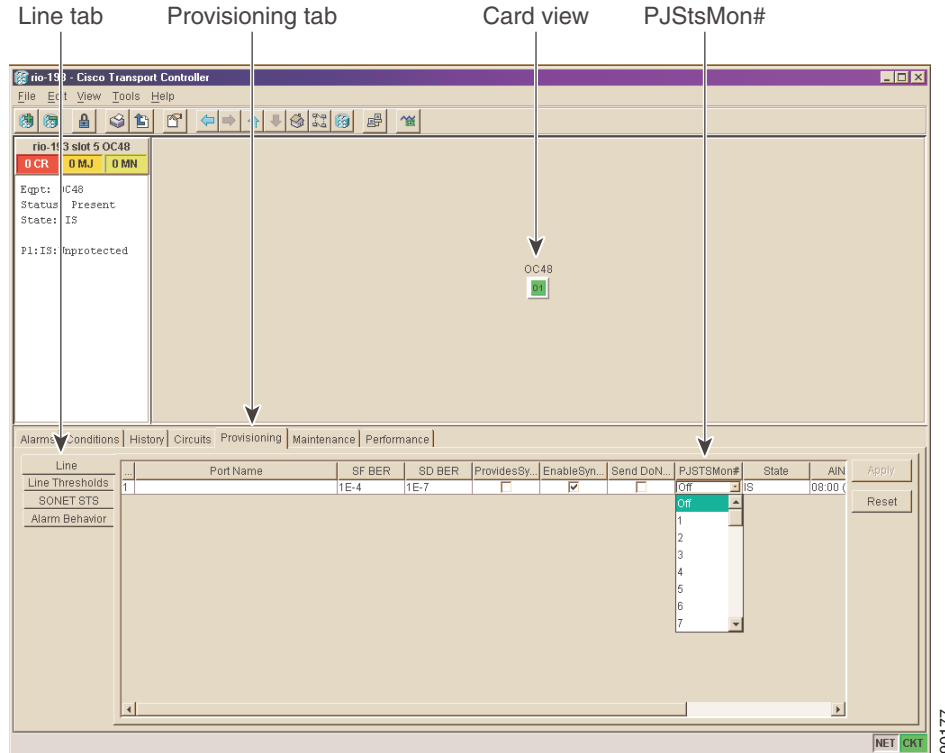 Line tab
Provisioning tab
Card view
PJStsMon#
rio-193 - Cisco Transport Controller
File Edit View Tools Help
rio-193 slot 5 OC48
0 CR 0 MJ 0 MN
Eqpt: OC48
Status: Present
State: IS
P1:IS:Unprotected
OC48
01
Alarms Conditions History Circuits Provisioning Maintenance Performance
Line
Line Thresholds
SONET STS
Alarm Behavior
... Port Name SF BER SD BER ProvidesSy... EnableSyn... Send DoN... PJSTSMon# State AIN
1 1E-4 1E-7 Off IS 08:00 (
Off
1
2
3
4
5
6
7
Apply
Reset
NET CKT